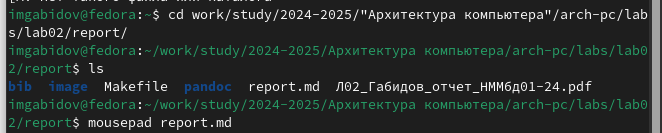 imgabidov@fedora:~$ cd work/study/2024-2025/"Архитектура компьютера"/arch-pc/lab
s/lab02/report/
imgabidov@fedora:~/work/study/2024-2025/Архитектура компьютера/arch-pc/labs/lab0
2/report$ ls
bib image Makefile pandoc report.md Л02_Габидов_отчет_НММбд01-24.pdf
imgabidov@fedora:~/work/study/2024-2025/Архитектура компьютера/arch-pc/labs/lab0
2/report$ mousepad report.md